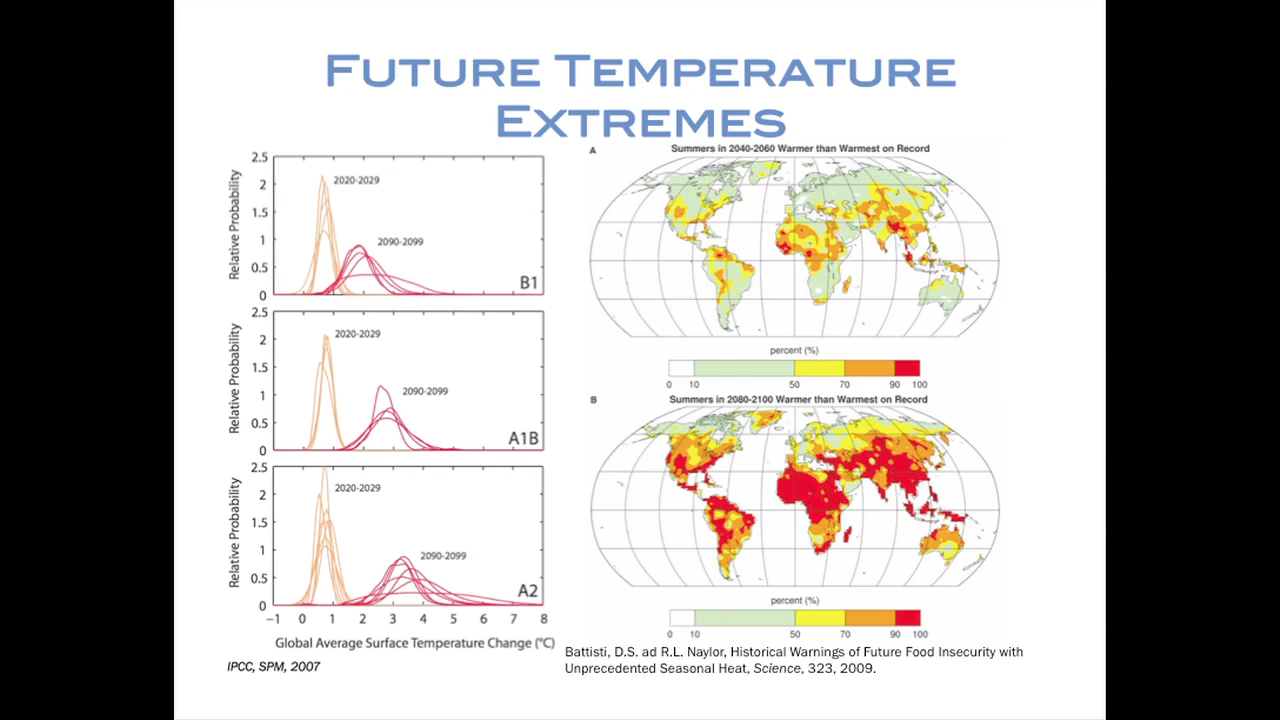 FUTURE TEMPERATURE
EXTREMES
2.5
2
1.5
1
0.5
0
Relative Probability
2020-2029
2090-2099
B1
2.5
2
1.5
1
0.5
0
Relative Probability
2020-2029
2090-2099
A1B
2.5
2
1.5
1
0.5
0
Relative Probability
2020-2029
2090-2099
A2
−1 0 1 2 3 4 5 6 7 8
Global Average Surface Temperature Change (°C)
IPCC, SPM, 2007
A
Summers in 2040-2060 Warmer than Warmest on Record
percent (%)
0 10 50 70 90 100
B
Summers in 2080-2100 Warmer than Warmest on Record
percent (%)
0 10 50 70 90 100
Battisti, D.S. ad R.L. Naylor, Historical Warnings of Future Food Insecurity with
Unprecedented Seasonal Heat, Science, 323, 2009.